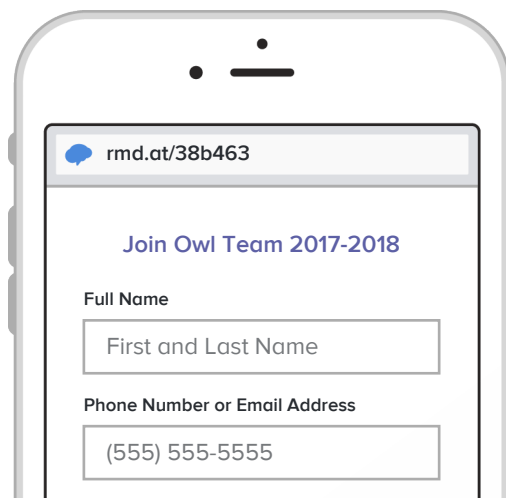 rmd.at/38b463
Join Owl Team 2017-2018
Full Name
First and Last Name
Phone Number or Email Address
(555) 555-5555